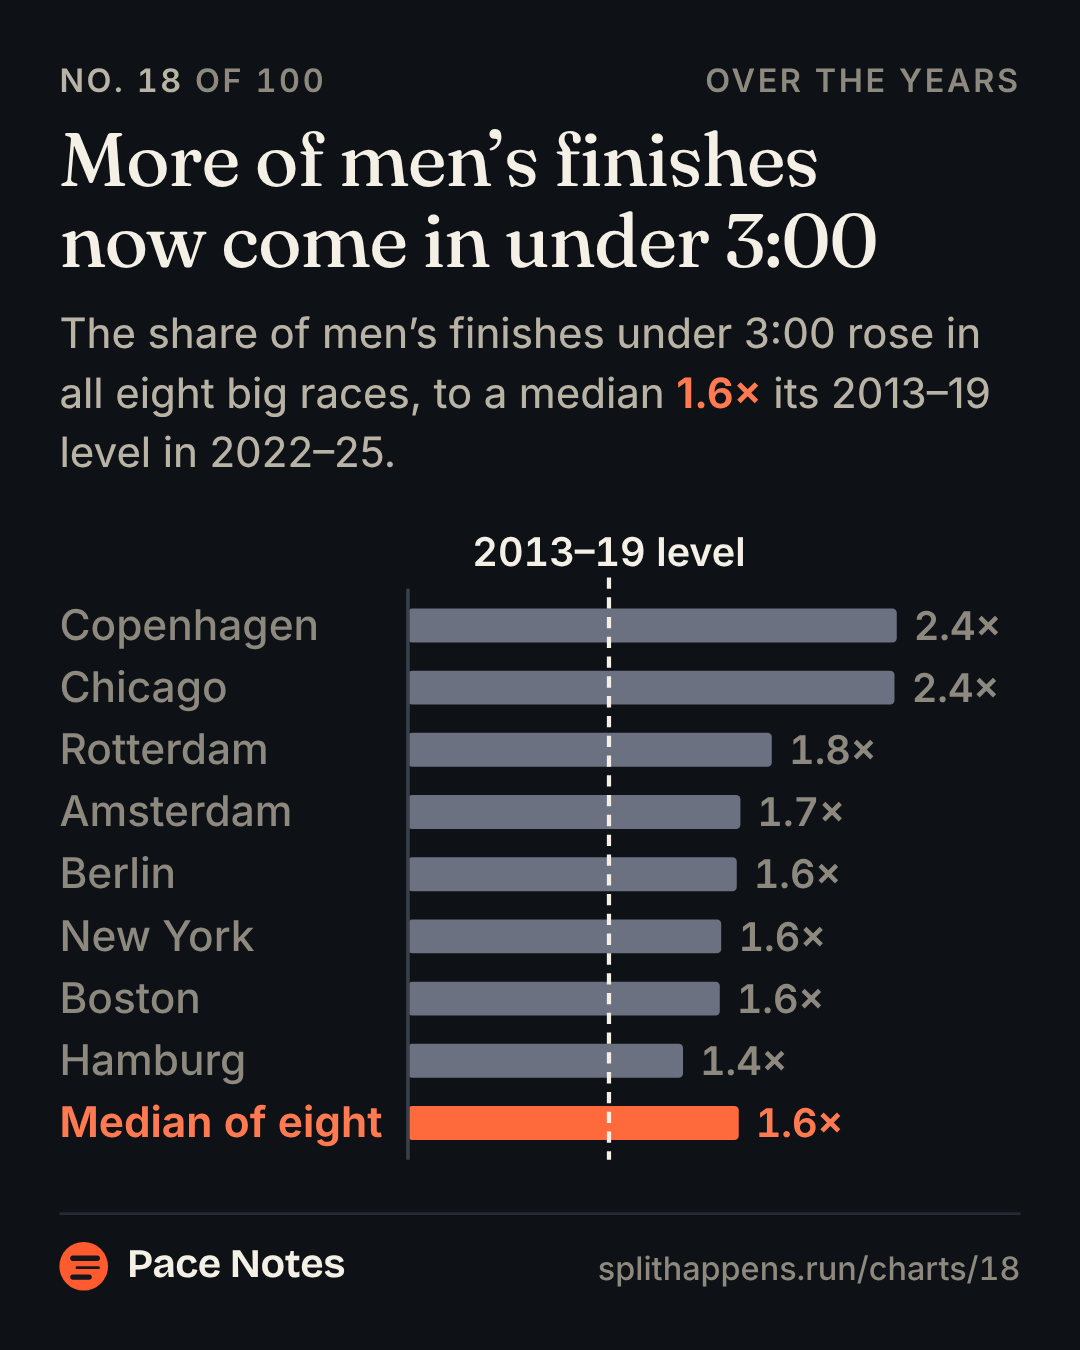 NO. 18 OF 100
OVER THE YEARS
More of men’s finishes
now come in under 3:00
The share of men’s finishes under 3:00 rose in
all eight big races, to a median 1.6× its 2013–19
level in 2022–25.
2013–19 level
Copenhagen 2.4×
Chicago 2.4×
Rotterdam 1.8×
Amsterdam 1.7×
Berlin 1.6×
New York 1.6×
Boston 1.6×
Hamburg 1.4×
Median of eight 1.6×
Pace Notes
splithappens.run/charts/18